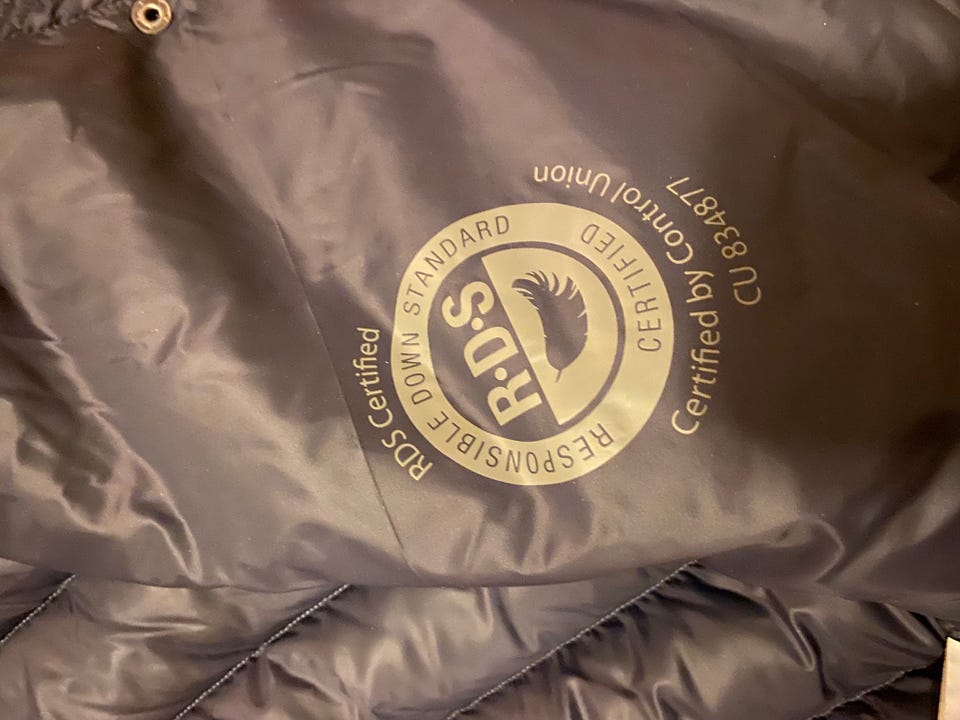 RDS Certified
RESPONSIBLE DOWN STANDARD
R·D·S
CERTIFIED
Certified by Control Union
CU 834877